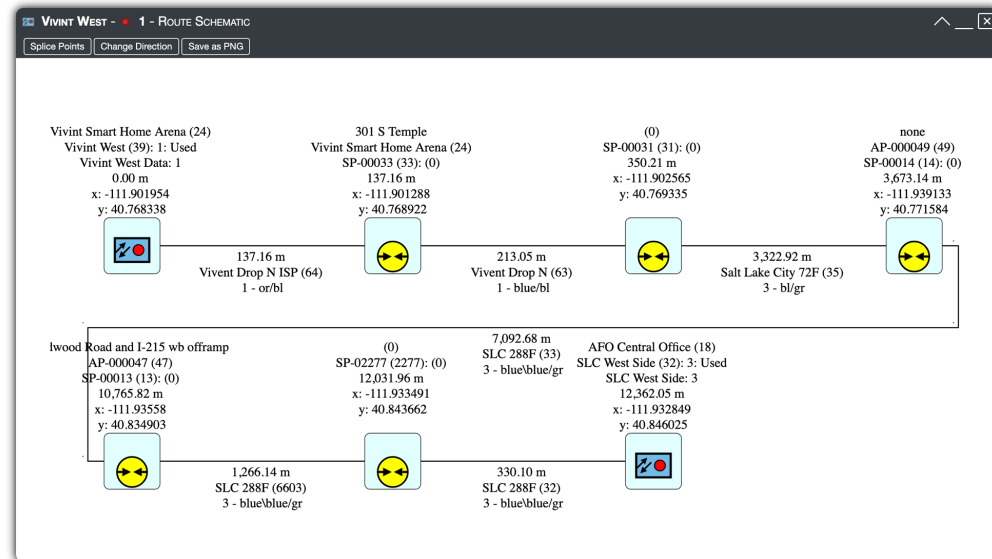 VIVINT WEST - 1 - ROUTE SCHEMATIC
Splice Points Change Direction Save as PNG
Vivint Smart Home Arena (24)
Vivint West (39): 1: Used
Vivint West Data: 1
0.00 m
x: -111.901954
y: 40.768338
301 S Temple
Vivint Smart Home Arena (24)
SP-00033 (33): (0)
137.16 m
x: -111.901288
y: 40.768922
(0)
SP-00031 (31): (0)
350.21 m
x: -111.902565
y: 40.769335
none
AP-000049 (49)
SP-00014 (14): (0)
3,673.14 m
x: -111.939133
y: 40.771584
137.16 m
Vivent Drop N ISP (64)
1 - or/bl
213.05 m
Vivent Drop N (63)
1 - blue/bl
3,322.92 m
Salt Lake City 72F (35)
3 - bl/gr
7,092.68 m
SLC 288F (33)
3 - blue\blue/gr
lwood Road and I-215 wb offramp
AP-000047 (47)
SP-00013 (13): (0)
10,765.82 m
x: -111.93558
y: 40.834903
(0)
SP-02277 (2277): (0)
12,031.96 m
x: -111.933491
y: 40.843662
AFO Central Office (18)
SLC West Side (32): 3: Used
SLC West Side: 3
12,362.05 m
x: -111.932849
y: 40.846025
1,266.14 m
SLC 288F (6603)
3 - blue\blue/gr
330.10 m
SLC 288F (32)
3 - blue\blue/gr